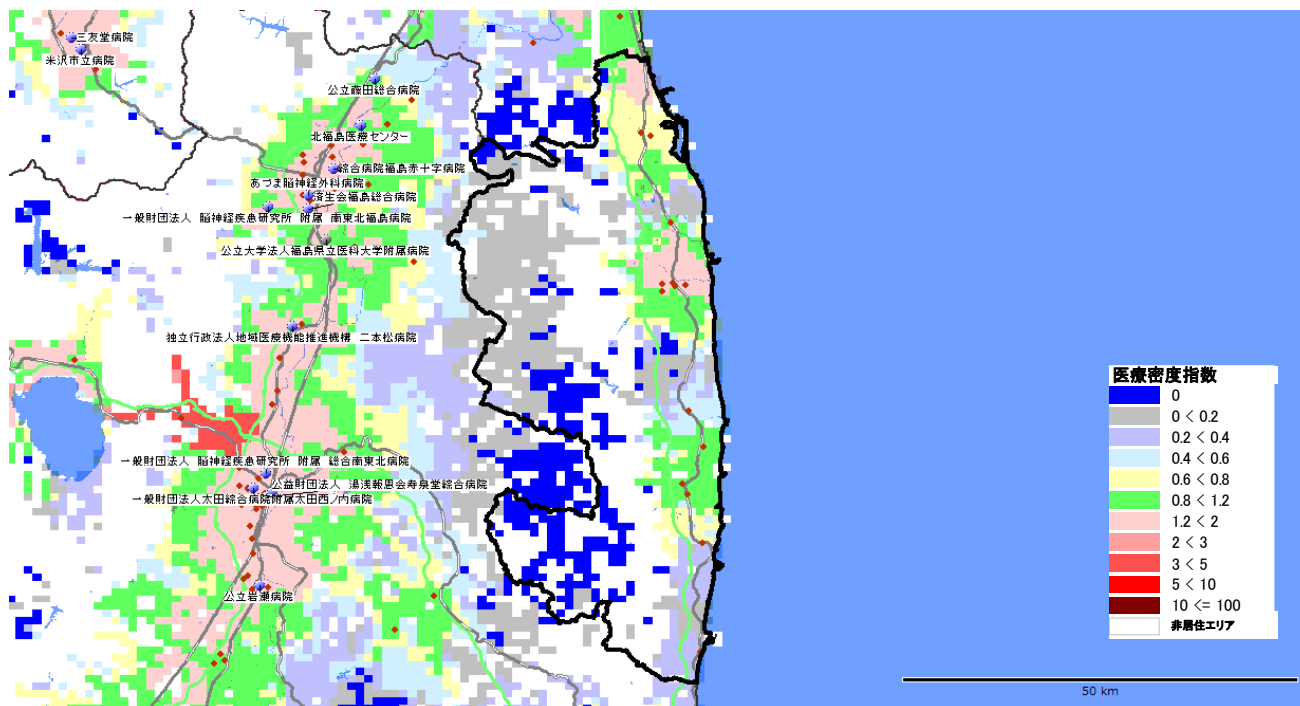 三友堂病院
米沢市立病院
公立藤田総合病院
北福島医療センター
綜合病院福島赤十字病院
あづま脳神経外科病院
済生会福島総合病院
一般財団法人 脳神経疾患研究所 附属 南東北福島病院
公立大学法人福島県立医科大学附属病院
独立行政法人地域医療機能推進機構 二本松病院
一般財団法人 脳神経疾患研究所 附属 総合南東北病院
公益財団法人 湯浅報恩会寿泉堂綜合病院
一般財団法人太田綜合病院附属太田西ノ内病院
公立岩瀬病院
医療密度指数
0
0 < 0.2
0.2 < 0.4
0.4 < 0.6
0.6 < 0.8
0.8 < 1.2
1.2 < 2
2 < 3
3 < 5
5 < 10
10 <= 100
非居住エリア
50 km